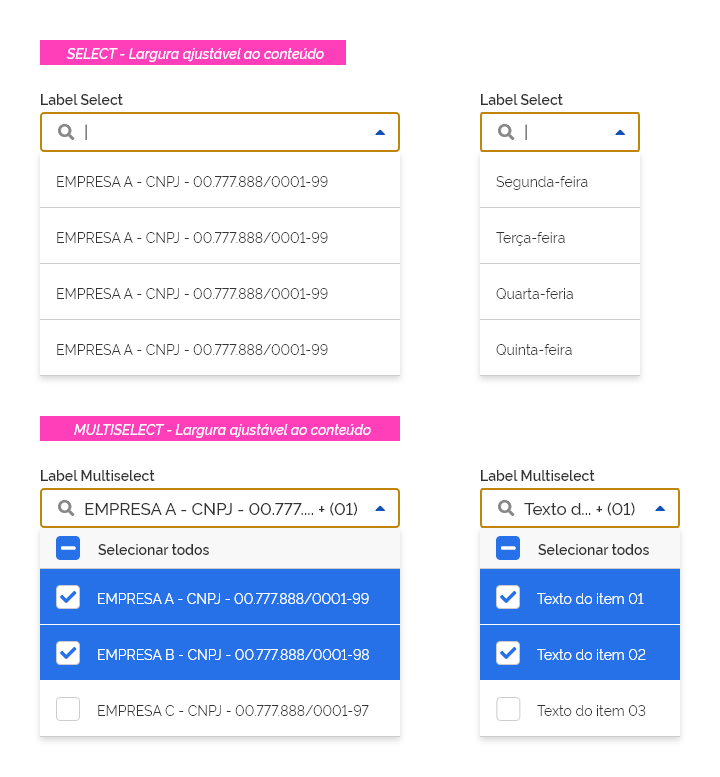 SELECT - Largura ajustável ao conteúdo
Label Select
EMPRESA A - CNPJ - 00.777.888/0001-99
EMPRESA A - CNPJ - 00.777.888/0001-99
EMPRESA A - CNPJ - 00.777.888/0001-99
EMPRESA A - CNPJ - 00.777.888/0001-99
Label Select
Segunda-feira
Terça-feira
Quarta-feria
Quinta-feira
MULTISELECT - Largura ajustável ao conteúdo
Label Multiselect
EMPRESA A - CNPJ - 00.777.... + (01)
Selecionar todos
EMPRESA A - CNPJ - 00.777.888/0001-99
EMPRESA B - CNPJ - 00.777.888/0001-98
EMPRESA C - CNPJ - 00.777.888/0001-97
Label Multiselect
Texto d... + (01)
Selecionar todos
Texto do item 01
Texto do item 02
Texto do item 03